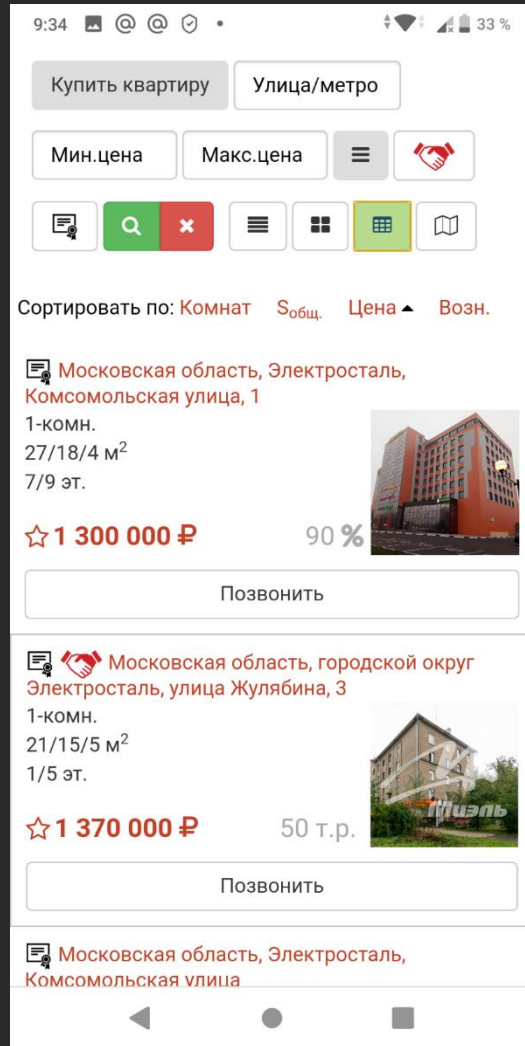 9:34 33 %
Купить квартиру Улица/метро
Мин.цена Макс.цена
Сортировать по: Комнат Sобщ. Цена Возн.
Московская область, Электросталь,
Комсомольская улица, 1
1-комн.
27/18/4 м²
7/9 эт.
1 300 000 ₽ 90 %
Позвонить
Московская область, городской округ
Электросталь, улица Жулябина, 3
1-комн.
21/15/5 м²
1/5 эт.
Миэль
1 370 000 ₽ 50 т.р.
Позвонить
Московская область, Электросталь,
Комсомольская улица